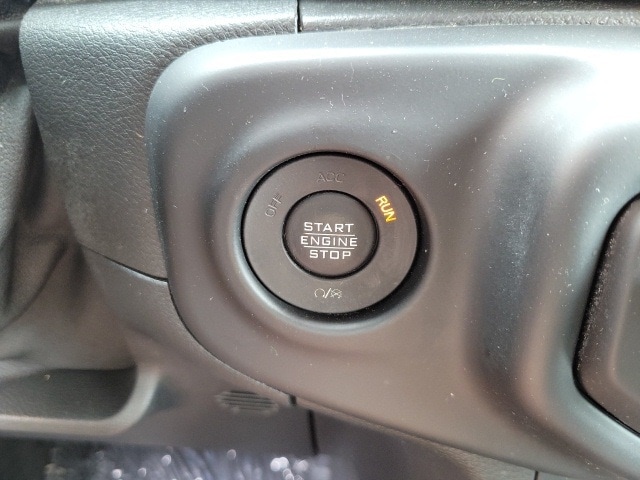 OFF ACC RUN
START
ENGINE
STOP